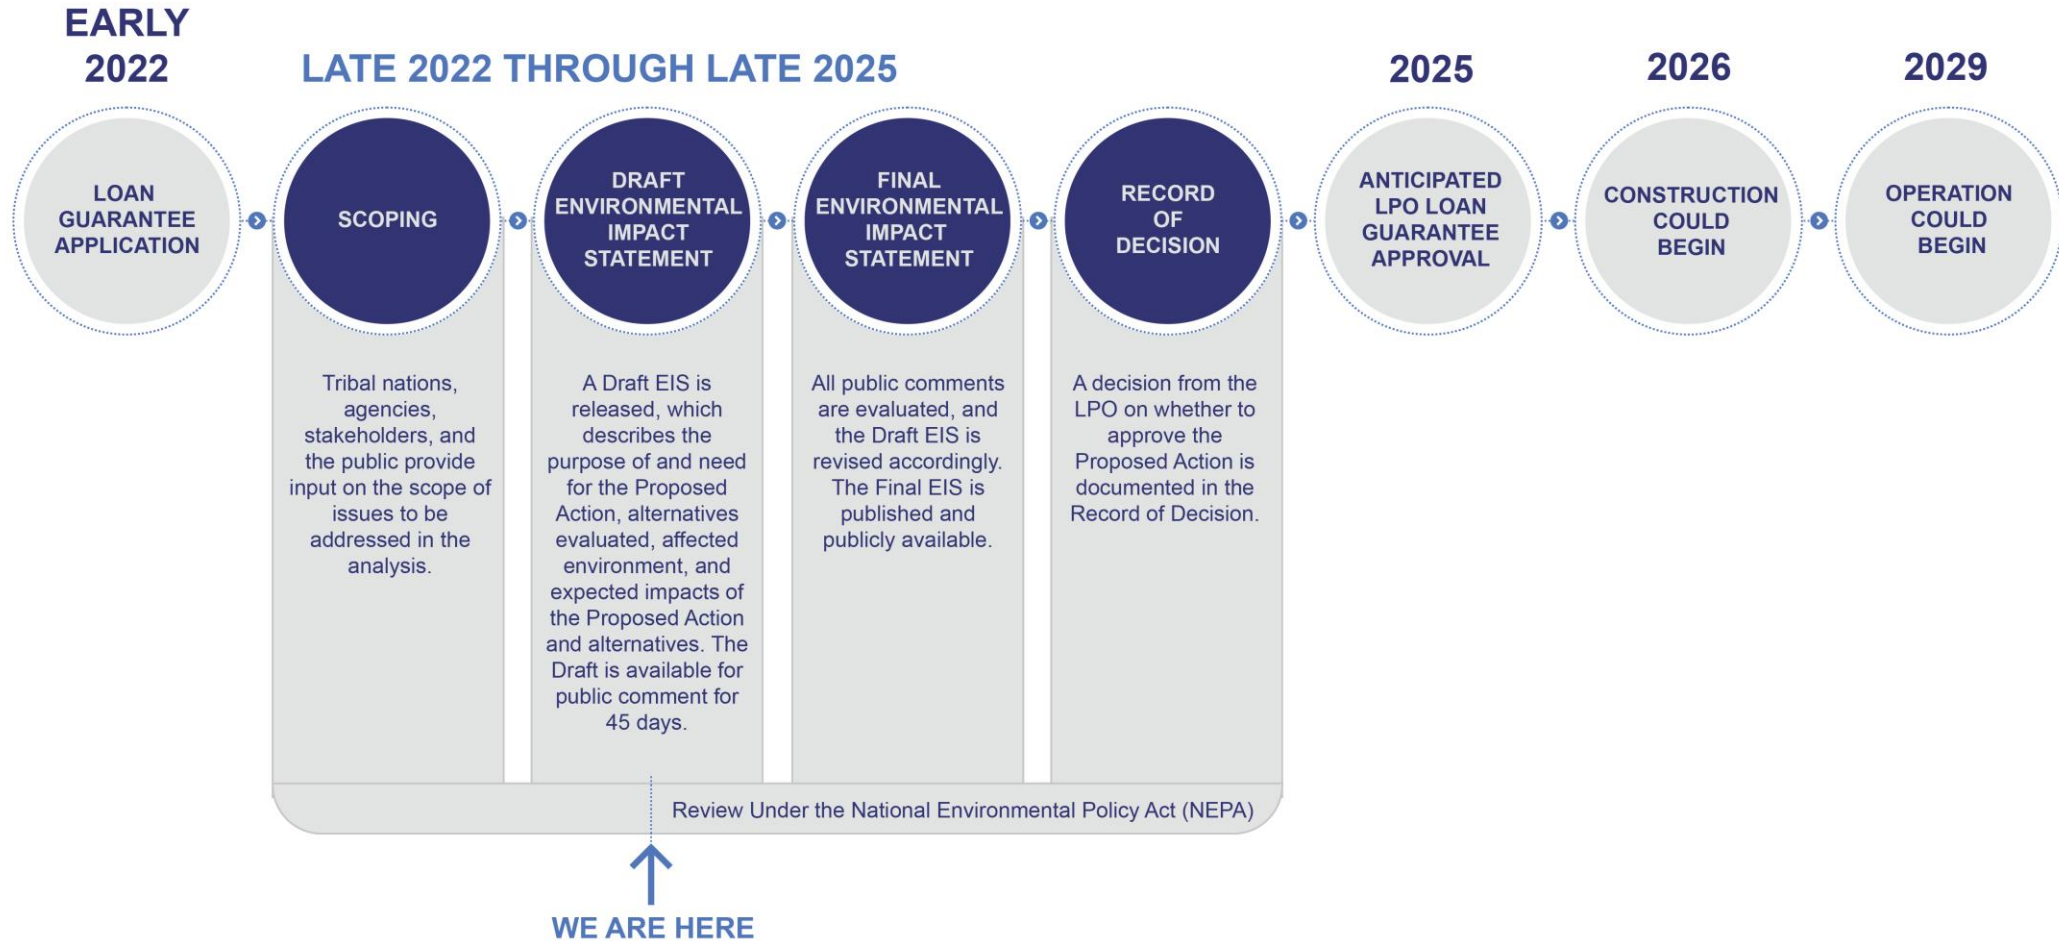 EARLY
2022
LATE 2022 THROUGH LATE 2025
2025
2026
2029
LOAN
GUARANTEE
APPLICATION
SCOPING
DRAFT
ENVIRONMENTAL
IMPACT
STATEMENT
FINAL
ENVIRONMENTAL
IMPACT
STATEMENT
RECORD
OF
DECISION
ANTICIPATED
LPO LOAN
GUARANTEE
APPROVAL
CONSTRUCTION
COULD
BEGIN
OPERATION
COULD
BEGIN
Tribal nations,
agencies,
stakeholders, and
the public provide
input on the scope of
issues to be
addressed in the
analysis.
A Draft EIS is
released, which
describes the
purpose of and need
for the Proposed
Action, alternatives
evaluated, affected
environment, and
expected impacts of
the Proposed Action
and alternatives. The
Draft is available for
public comment for
45 days.
All public comments
are evaluated, and
the Draft EIS is
revised accordingly.
The Final EIS is
published and
publicly available.
A decision from the
LPO on whether to
approve the
Proposed Action is
documented in the
Record of Decision.
Review Under the National Environmental Policy Act (NEPA)
WE ARE HERE